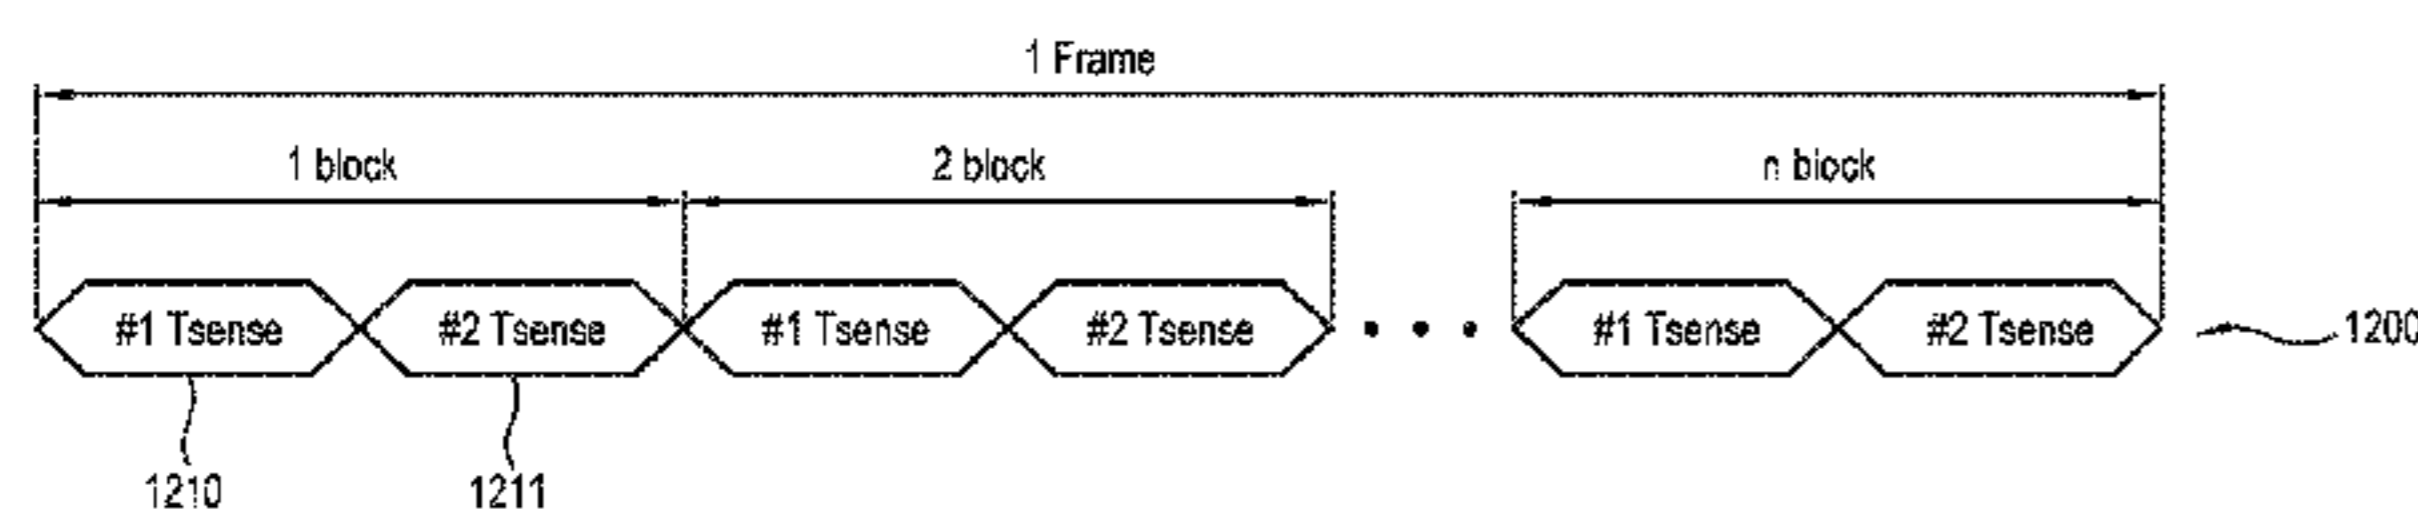 1 Frame
1 block 2 block n block
#1 Tsense #2 Tsense #1 Tsense #2 Tsense • • • #1 Tsense #2 Tsense 1200
1210 1211